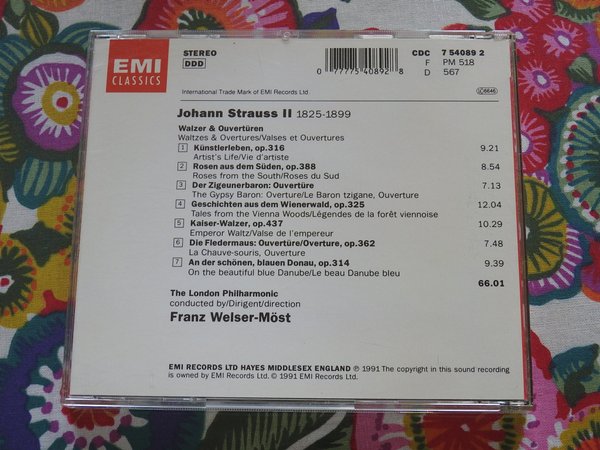 EMI
CLASSICS
STEREO
DDD
0 77775 40892 8
CDC 7 54089 2
F PM 518
D 567
International Trade Mark of EMI Records Ltd.
Johann Strauss II 1825-1899
Walzer & Ouvertüren
Waltzes & Overtures/Valses et Ouvertures
1 Künstlerleben, op.316 9.21
Artist's Life/Vie d'artiste
2 Rosen aus dem Süden, op.388 8.54
Roses from the South/Roses du Sud
3 Der Zigeunerbaron: Ouvertüre 7.13
The Gypsy Baron: Overture/Le Baron tzigane, Ouverture
4 Geschichten aus dem Wienerwald, op.325 12.04
Tales from the Vienna Woods/Légendes de la forêt viennoise
5 Kaiser-Walzer, op.437 10.29
Emperor Waltz/Valse de l'empereur
6 Die Fledermaus: Ouvertüre/Overture, op.362 7.48
La Chauve-souris, Ouverture
7 An der schönen, blauen Donau, op.314 9.39
On the beautiful blue Danube/Le beau Danube bleu
66.01
The London Philharmonic
conducted by/Dirigent/direction
Franz Welser-Möst
EMI RECORDS LTD HAYES MIDDLESEX ENGLAND ℗ 1991 The copyright in this sound recording
is owned by EMI Records Ltd. © 1991 EMI Records Ltd.